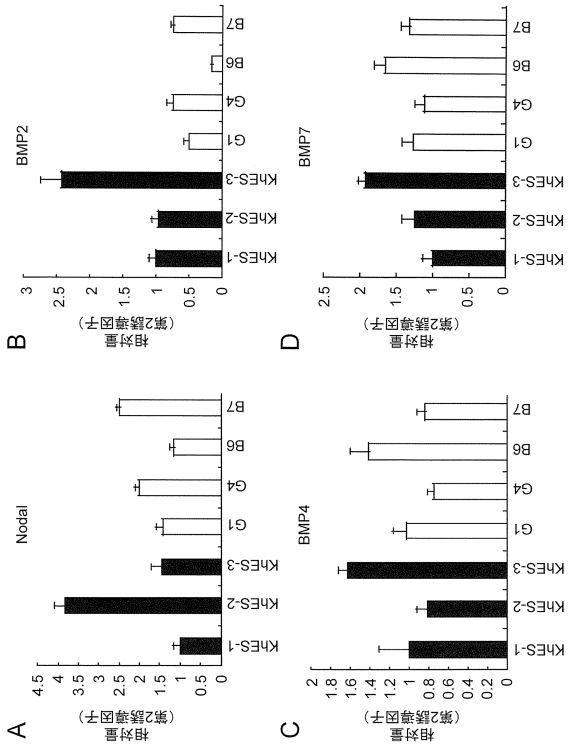 A
Nodal
相対量
(第2誘導因子)
4.5
4
3.5
3
2.5
2
1.5
1
0.5
0
KhES-1
KhES-2
KhES-3
G1
G4
B6
B7
B
BMP2
相対量
(第2誘導因子)
3
2.5
2
1.5
1
0.5
0
KhES-1
KhES-2
KhES-3
G1
G4
B6
B7
C
BMP4
相対量
(第2誘導因子)
2
1.8
1.6
1.4
1.2
1
0.8
0.6
0.4
0.2
0
KhES-1
KhES-2
KhES-3
G1
G4
B6
B7
D
BMP7
相対量
(第2誘導因子)
2.5
2
1.5
1
0.5
0
KhES-1
KhES-2
KhES-3
G1
G4
B6
B7